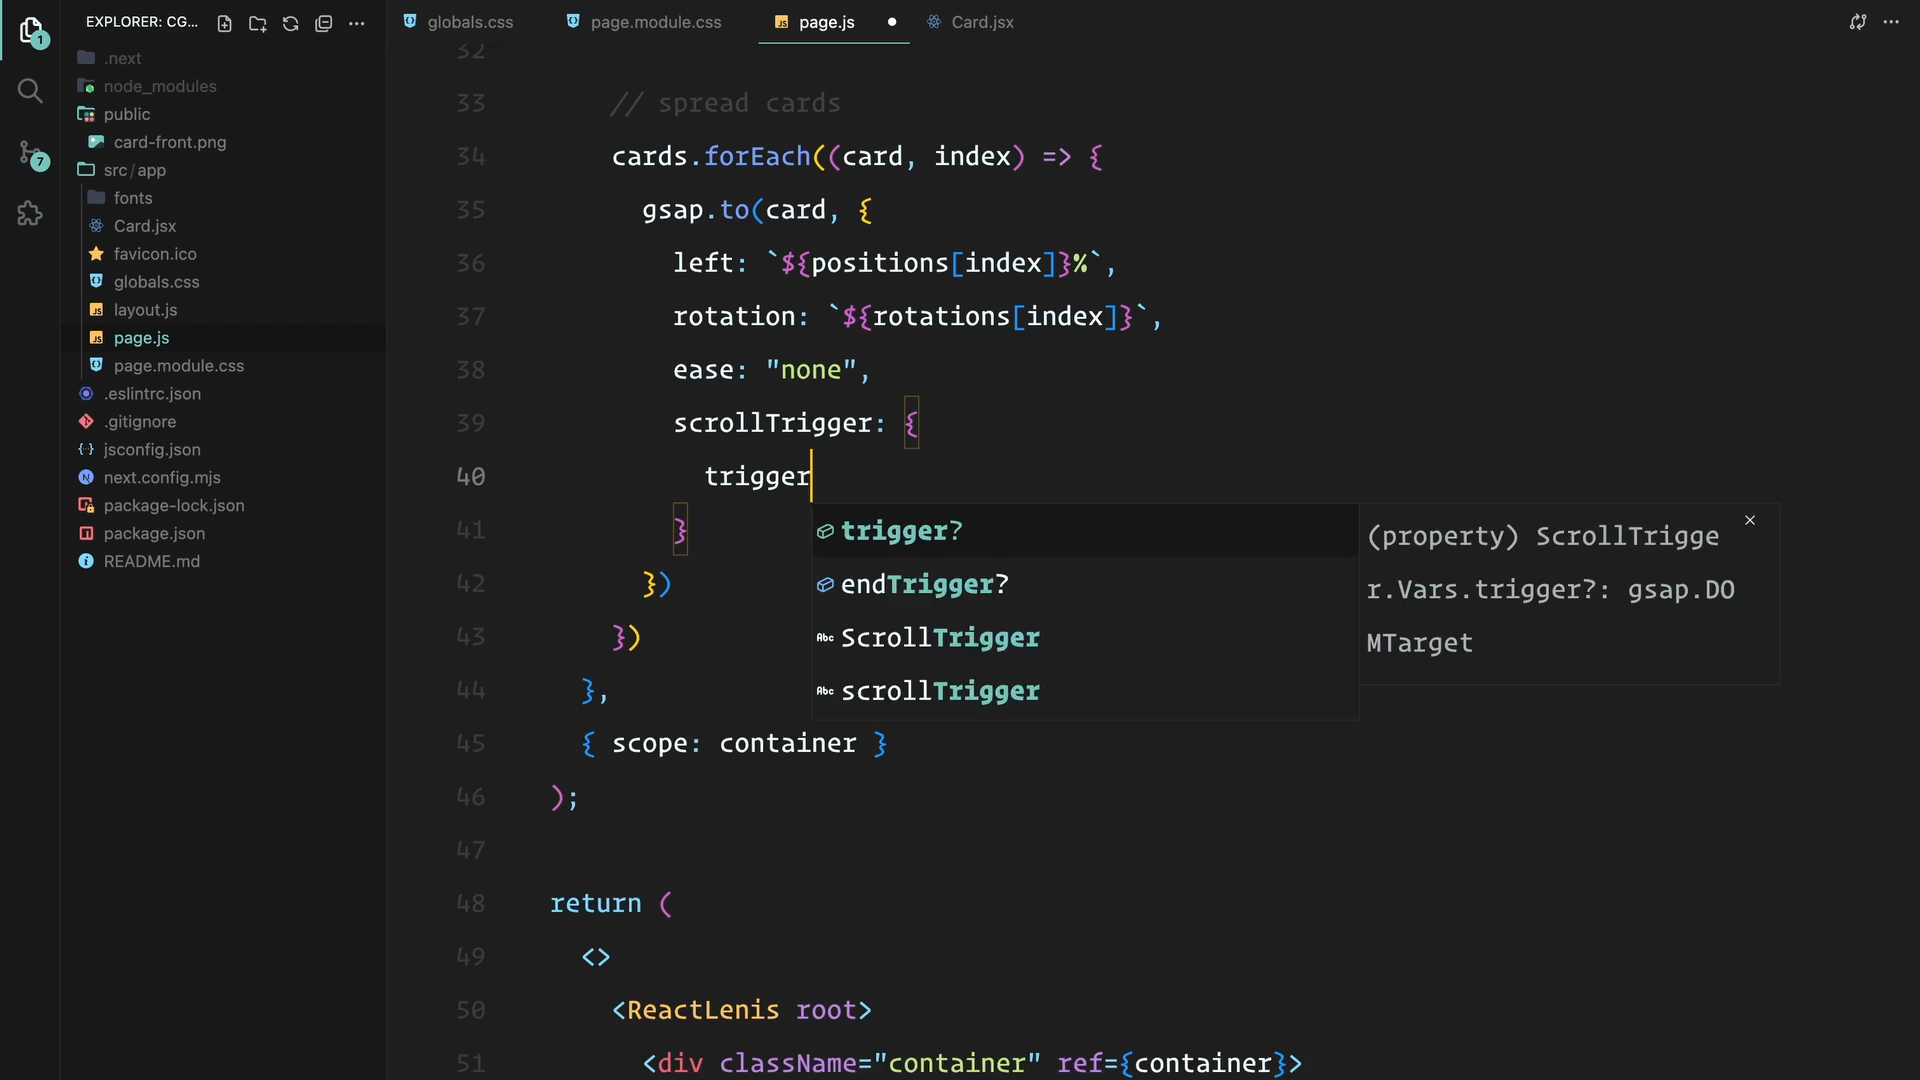 EXPLORER: CG...
.next
node_modules
public
card-front.png
src/app
fonts
Card.jsx
favicon.ico
globals.css
layout.js
page.js
page.module.css
.eslintrc.json
.gitignore
jsconfig.json
next.config.mjs
package-lock.json
package.json
README.md
1
7
globals.css
page.module.css
page.js
Card.jsx
32
33 // spread cards
34 cards.forEach((card, index) => {
35 gsap.to(card, {
36 left: `${positions[index]}%`,
37 rotation: `${rotations[index]}`,
38 ease: "none",
39 scrollTrigger: {
40 trigger
41 }
42 })
43 })
44 },
45 { scope: container }
46 );
47
48 return (
49 <>
50 <ReactLenis root>
51 <div className="container" ref={container}>
trigger?
endTrigger?
Abc ScrollTrigger
Abc scrollTrigger
(property) ScrollTrigge
r.Vars.trigger?: gsap.DO
MTarget